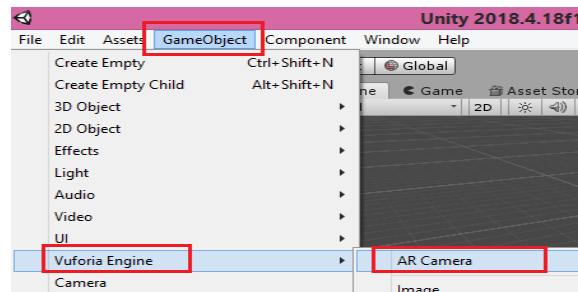 Unity 2018.4.18f1
File Edit Assets GameObject Component Window Help
Create Empty Ctrl+Shift+N
Global
Create Empty Child Alt+Shift+N
Game Asset Sto
3D Object
2D
2D Object
Effects
Light
Audio
Video
UI
Vuforia Engine
AR Camera
Camera
Image